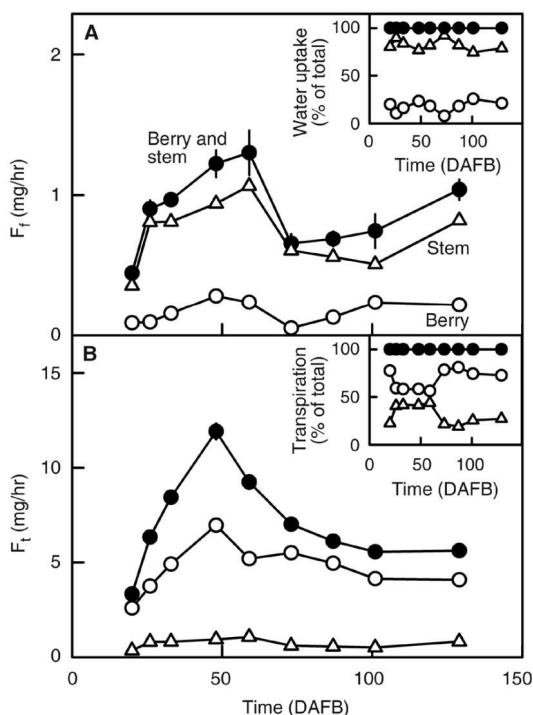 A
2
1
0
F_f (mg/hr)
Berry and
stem
Stem
Berry
100
50
0
Water uptake
(% of total)
0 50 100
Time (DAFB)
B
15
10
5
0
F_t (mg/hr)
100
50
0
Transpiration
(% of total)
0 50 100
Time (DAFB)
0 50 100 150
Time (DAFB)